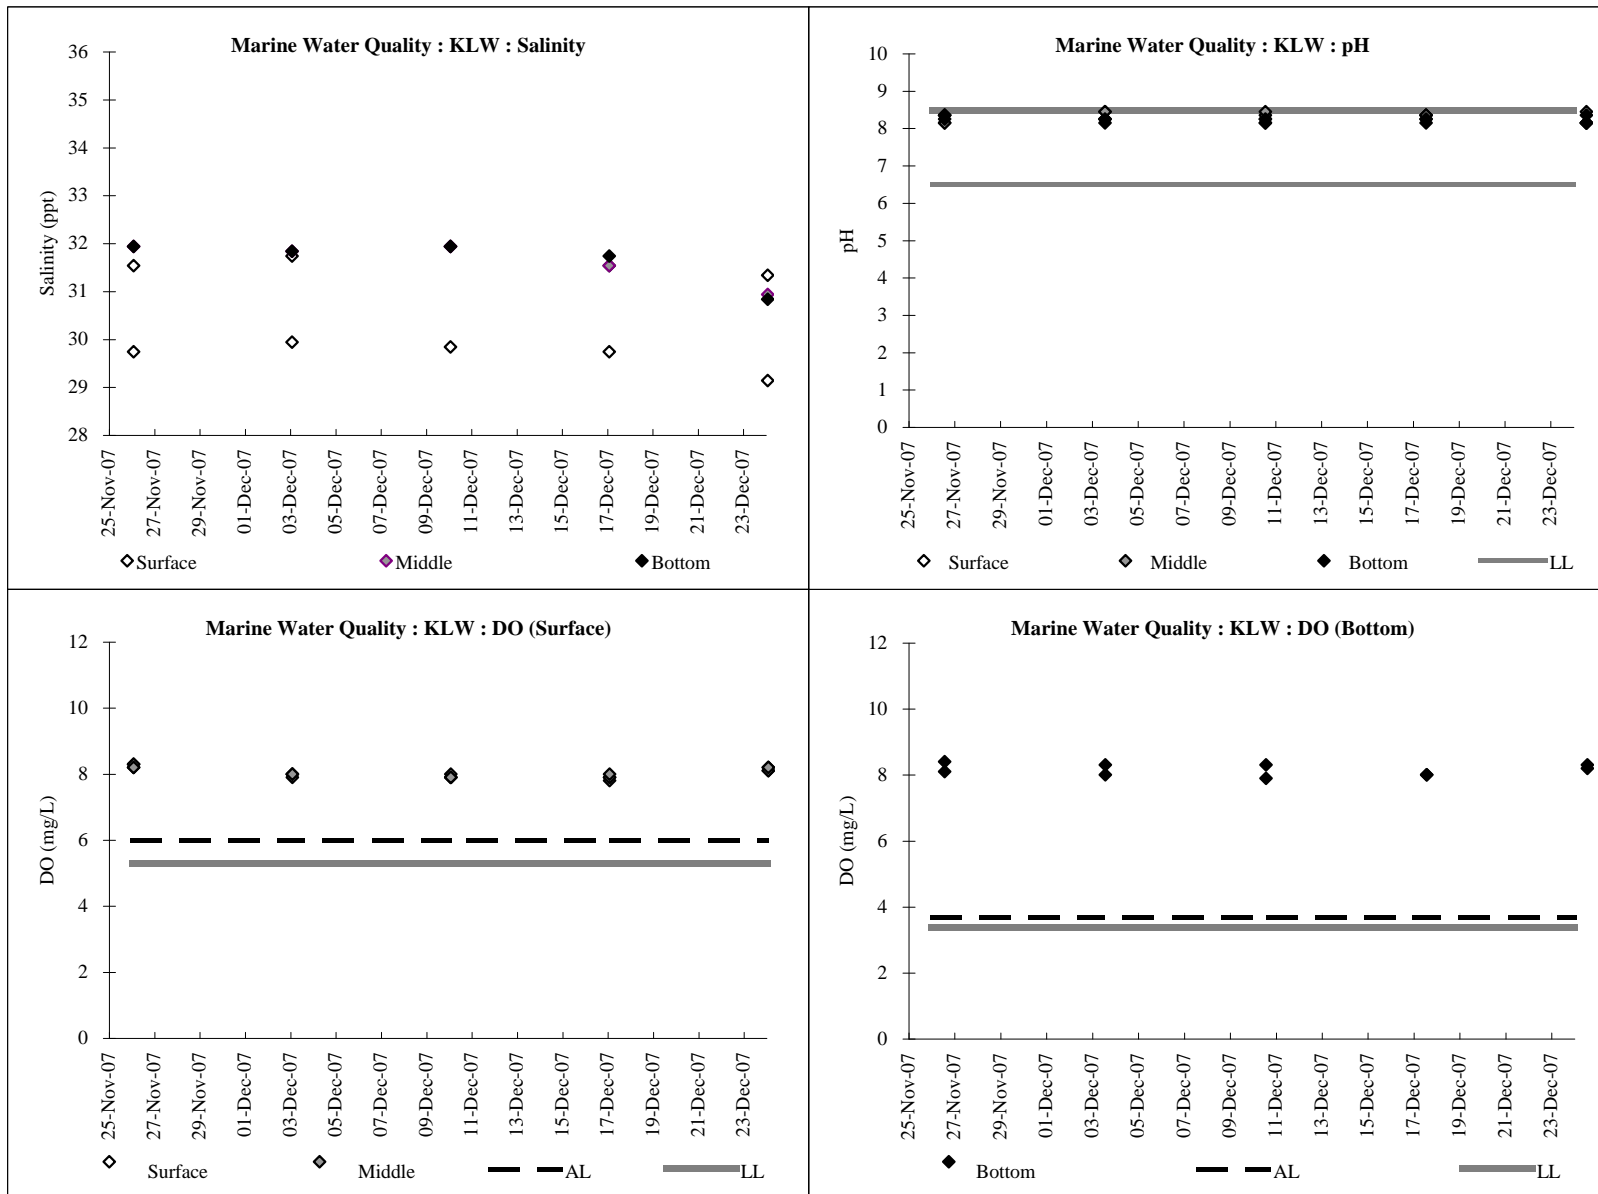 Marine Water Quality : KLW : Salinity
36
35
34
33
32
31
30
29
28
Salinity (ppt)
25-Nov-07
27-Nov-07
29-Nov-07
01-Dec-07
03-Dec-07
05-Dec-07
07-Dec-07
09-Dec-07
11-Dec-07
13-Dec-07
15-Dec-07
17-Dec-07
19-Dec-07
21-Dec-07
23-Dec-07
Surface Middle Bottom
Marine Water Quality : KLW : pH
10
9
8
7
6
5
4
3
2
1
0
pH
25-Nov-07
27-Nov-07
29-Nov-07
01-Dec-07
03-Dec-07
05-Dec-07
07-Dec-07
09-Dec-07
11-Dec-07
13-Dec-07
15-Dec-07
17-Dec-07
19-Dec-07
21-Dec-07
23-Dec-07
Surface Middle Bottom LL
Marine Water Quality : KLW : DO (Surface)
12
10
8
6
4
2
0
DO (mg/L)
25-Nov-07
27-Nov-07
29-Nov-07
01-Dec-07
03-Dec-07
05-Dec-07
07-Dec-07
09-Dec-07
11-Dec-07
13-Dec-07
15-Dec-07
17-Dec-07
19-Dec-07
21-Dec-07
23-Dec-07
Surface Middle AL LL
Marine Water Quality : KLW : DO (Bottom)
12
10
8
6
4
2
0
DO (mg/L)
25-Nov-07
27-Nov-07
29-Nov-07
01-Dec-07
03-Dec-07
05-Dec-07
07-Dec-07
09-Dec-07
11-Dec-07
13-Dec-07
15-Dec-07
17-Dec-07
19-Dec-07
21-Dec-07
23-Dec-07
Bottom AL LL